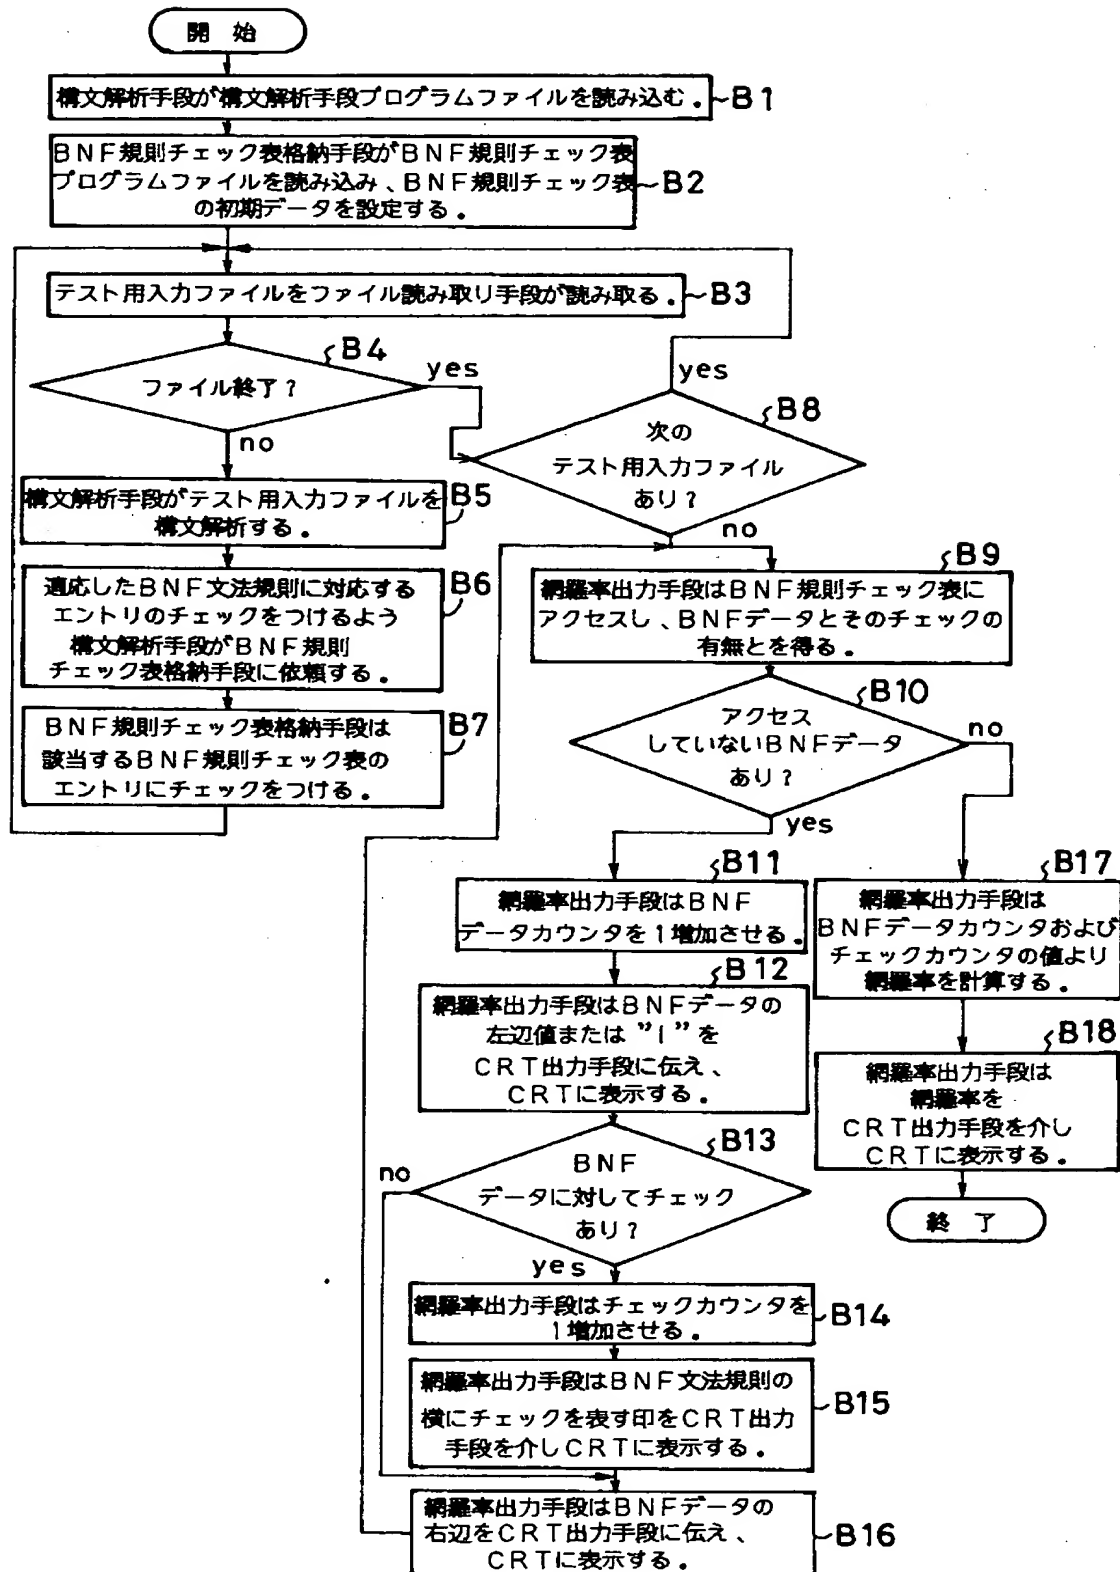 開 始
構文解析手段が構文解析手段プログラムファイルを読み込む.
B1
BNF規則チェック表格納手段がBNF規則チェック表
プログラムファイルを読み込み、BNF規則チェック表
の初期データを設定する.
B2
テスト用入力ファイルをファイル読み取り手段が読み取る.
B3
B4
ファイル終了?
yes
no
構文解析手段がテスト用入力ファイルを
構文解析する.
B5
適応したBNF文法規則に対応する
エントリのチェックをつけるよう
構文解析手段がBNF規則
チェック表格納手段に依頼する.
B6
BNF規則チェック表格納手段は
該当するBNF規則チェック表の
エントリにチェックをつける.
B7
yes
B8
次の
テスト用入力ファイル
あり?
no
B9
網羅率出力手段はBNF規則チェック表に
アクセスし、BNFデータとそのチェックの
有無とを得る.
B10
アクセス
していないBNFデータ
あり?
no
yes
B11
網羅率出力手段はBNF
データカウンタを1増加させる.
B12
網羅率出力手段はBNFデータの
左辺値または "|" を
CRT出力手段に伝え、
CRTに表示する.
B13
BNF
データに対してチェック
あり?
no
yes
網羅率出力手段はチェックカウンタを
1増加させる.
B14
網羅率出力手段はBNF文法規則の
横にチェックを表す印をCRT出力
手段を介しCRTに表示する.
B15
網羅率出力手段はBNFデータの
右辺をCRT出力手段に伝え、
CRTに表示する.
B16
B17
網羅率出力手段は
BNFデータカウンタおよび
チェックカウンタの値より
網羅率を計算する.
B18
網羅率出力手段は
網羅率を
CRT出力手段を介し
CRTに表示する.
終 了